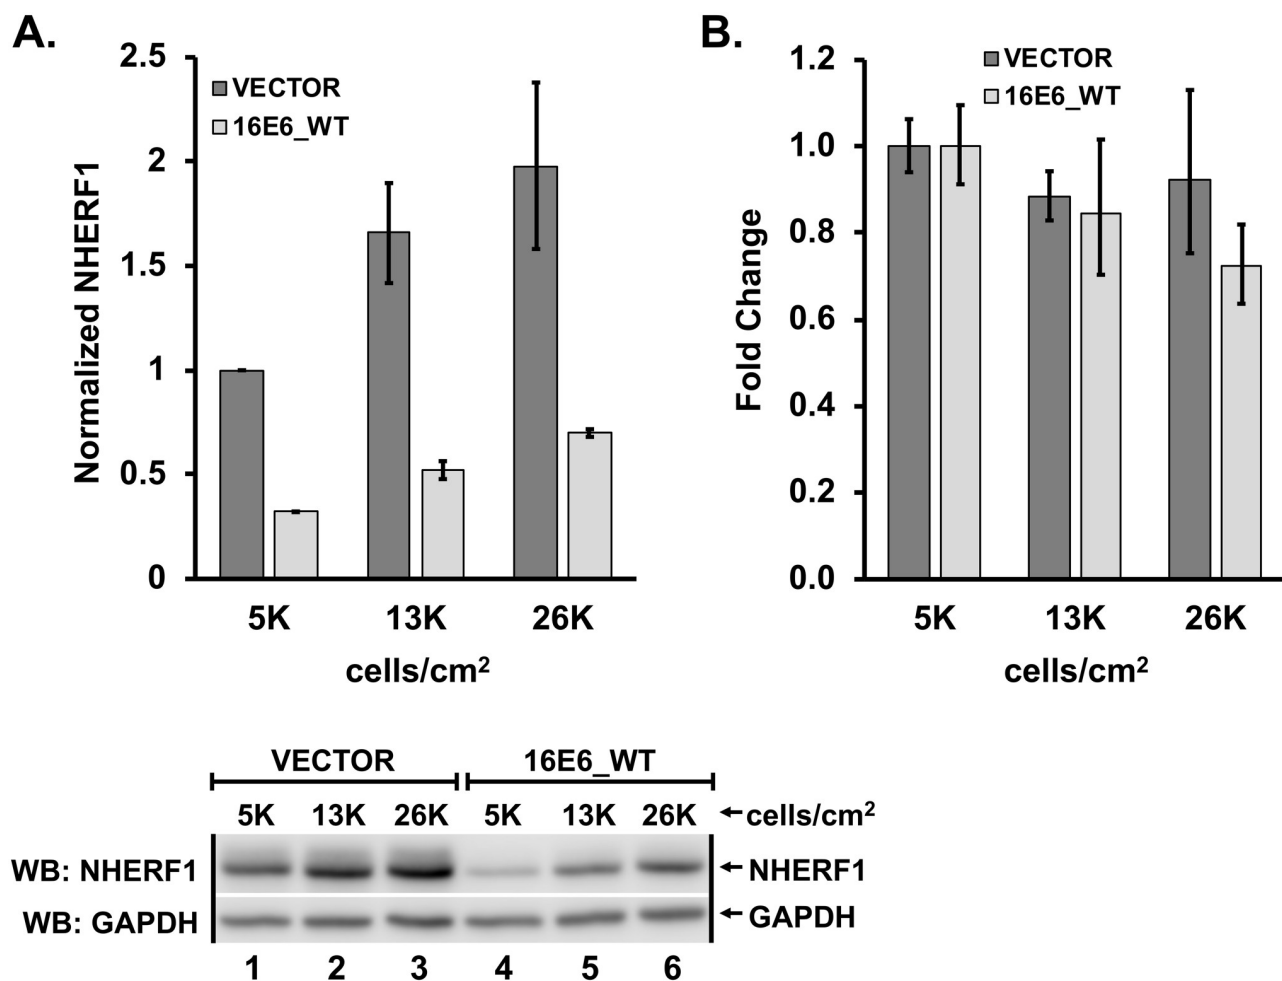 A.
Normalized NHERF1
2.5
2
1.5
1
0.5
0
VECTOR
16E6_WT
5K 13K 26K
cells/cm²
B.
Fold Change
1.2
1.0
0.8
0.6
0.4
0.2
0.0
VECTOR
16E6_WT
5K 13K 26K
cells/cm²
VECTOR 16E6_WT
5K 13K 26K 5K 13K 26K ←cells/cm²
WB: NHERF1 ←NHERF1
WB: GAPDH ←GAPDH
1 2 3 4 5 6